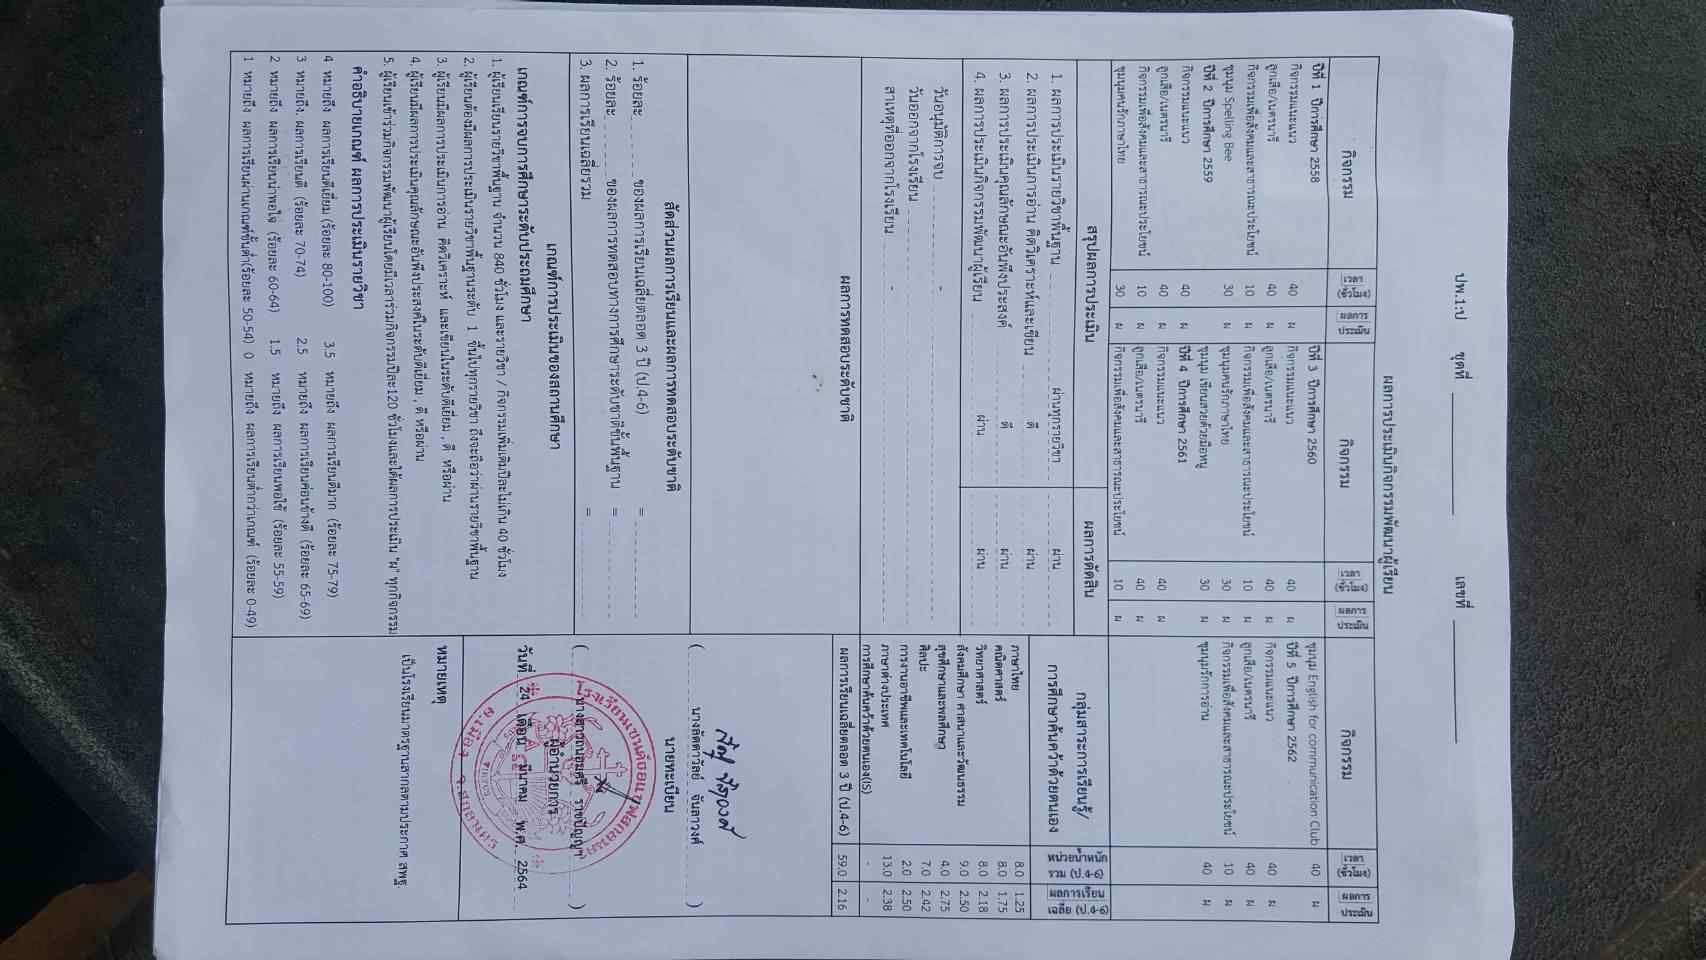 ปพ.1:ป ชุดที่ เลขที่
ผลการประเมินกิจกรรมพัฒนาผู้เรียน
กิจกรรม เวลา (ชั่วโมง) ผลการประเมิน กิจกรรม เวลา (ชั่วโมง) ผลการประเมิน กิจกรรม เวลา (ชั่วโมง) ผลการประเมิน
ปีที่ 1 ปีการศึกษา 2558
กิจกรรมแนะแนว 40 ผ
ลูกเสือ/เนตรนารี 40 ผ
กิจกรรมเพื่อสังคมและสาธารณะประโยชน์ 10 ผ
ชุมนุม Spelling Bee 30 ผ
ปีที่ 2 ปีการศึกษา 2559
กิจกรรมแนะแนว 40 ผ
ลูกเสือ/เนตรนารี 40 ผ
กิจกรรมเพื่อสังคมและสาธารณะประโยชน์ 10 ผ
ชุมนุมคนรักภาษาไทย 30 ผ
ปีที่ 3 ปีการศึกษา 2560
กิจกรรมแนะแนว 40 ผ
ลูกเสือ/เนตรนารี 40 ผ
กิจกรรมเพื่อสังคมและสาธารณะประโยชน์ 10 ผ
ชุมนุมคนรักภาษาไทย 30 ผ
ชุมนุม เขียนสวยด้วยมือหนู 30 ผ
ปีที่ 4 ปีการศึกษา 2561
กิจกรรมแนะแนว 40 ผ
ลูกเสือ/เนตรนารี 40 ผ
กิจกรรมเพื่อสังคมและสาธารณะประโยชน์ 10 ผ
ชุมนุม English for communication Club 40 ผ
ปีที่ 5 ปีการศึกษา 2562
กิจกรรมแนะแนว 40 ผ
ลูกเสือ/เนตรนารี 40 ผ
กิจกรรมเพื่อสังคมและสาธารณะประโยชน์ 10 ผ
ชุมนุมรักการอ่าน 40 ผ
สรุปผลการประเมิน ผลการตัดสิน
1. ผลการประเมินรายวิชาพื้นฐาน ผ่านทุกรายวิชา ผ่าน
2. ผลการประเมินการอ่าน คิดวิเคราะห์และเขียน ดี ผ่าน
3. ผลการประเมินคุณลักษณะอันพึงประสงค์ ดี ผ่าน
4. ผลการประเมินกิจกรรมพัฒนาผู้เรียน ผ่าน ผ่าน
วันอนุมัติการจบ -
วันออกจากโรงเรียน
สาเหตุที่ออกจากโรงเรียน -
ผลการทดสอบระดับชาติ
สัดส่วนผลการเรียนและผลการทดสอบระดับชาติ
1. ร้อยละ ของผลการเรียนเฉลี่ยตลอด 3 ปี (ป.4-6) =
2. ร้อยละ ของผลการทดสอบทางการศึกษาระดับชาติขั้นพื้นฐาน =
3. ผลการเรียนเฉลี่ยรวม =
เกณฑ์การประเมินของสถานศึกษา
เกณฑ์การจบการศึกษาระดับประถมศึกษา
1. ผู้เรียนเรียนรายวิชาพื้นฐาน จำนวน 840 ชั่วโมง และรายวิชา / กิจกรรมเพิ่มเติมปีละไม่เกิน 40 ชั่วโมง
2. ผู้เรียนต้องมีผลการประเมินรายวิชาพื้นฐานระดับ 1 ขึ้นไปทุกรายวิชา ถึงจะถือว่าผ่านรายวิชาพื้นฐาน
3. ผู้เรียนมีผลการประเมินการอ่าน คิดวิเคราะห์ และเขียนในระดับดีเยี่ยม , ดี หรือผ่าน
4. ผู้เรียนมีผลการประเมินคุณลักษณะอันพึงประสงค์ในระดับดีเยี่ยม , ดี หรือผ่าน
5. ผู้เรียนเข้าร่วมกิจกรรมพัฒนาผู้เรียนโดยมีเวลาร่วมกิจกรรมปีละ120 ชั่วโมงและได้ผลการประเมิน "ผ" ทุกกิจกรรม
คำอธิบายเกณฑ์ ผลการประเมินรายวิชา
4 หมายถึง ผลการเรียนดีเยี่ยม (ร้อยละ 80-100) 3.5 หมายถึง ผลการเรียนดีมาก (ร้อยละ 75-79)
3 หมายถึง ผลการเรียนดี (ร้อยละ 70-74) 2.5 หมายถึง ผลการเรียนค่อนข้างดี (ร้อยละ 65-69)
2 หมายถึง ผลการเรียนน่าพอใจ (ร้อยละ 60-64) 1.5 หมายถึง ผลการเรียนพอใช้ (ร้อยละ 55-59)
1 หมายถึง ผลการเรียนผ่านเกณฑ์ขั้นต่ำ(ร้อยละ 50-54) 0 หมายถึง ผลการเรียนต่ำกว่าเกณฑ์ (ร้อยละ 0-49)
กลุ่มสาระการเรียนรู้/ หน่วยน้ำหนัก ผลการเรียน
การศึกษาค้นคว้าด้วยตนเอง รวม (ป.4-6) เฉลี่ย (ป.4-6)
ภาษาไทย 8.0 1.25
คณิตศาสตร์ 8.0 1.75
วิทยาศาสตร์ 8.0 2.18
สังคมศึกษา ศาสนาและวัฒนธรรม 9.0 2.50
สุขศึกษาและพลศึกษา 4.0 2.75
ศิลปะ 7.0 2.42
การงานอาชีพและเทคโนโลยี 2.0 2.50
ภาษาต่างประเทศ 13.0 2.38
การศึกษาค้นคว้าด้วยตนเอง(IS) - -
ผลการเรียนเฉลี่ยตลอด 3 ปี (ป.4-6) 59.0 2.16
( นางลัดดาวัลย์ จันลาวงศ์ )
นายทะเบียน
( )
ผู้อำนวยการ
วันที่ 24 เดือน มีนาคม พ.ศ. 2564
หมายเหตุ
เป็นโรงเรียนมาตรฐานสากลตามประกาศ สพฐ.